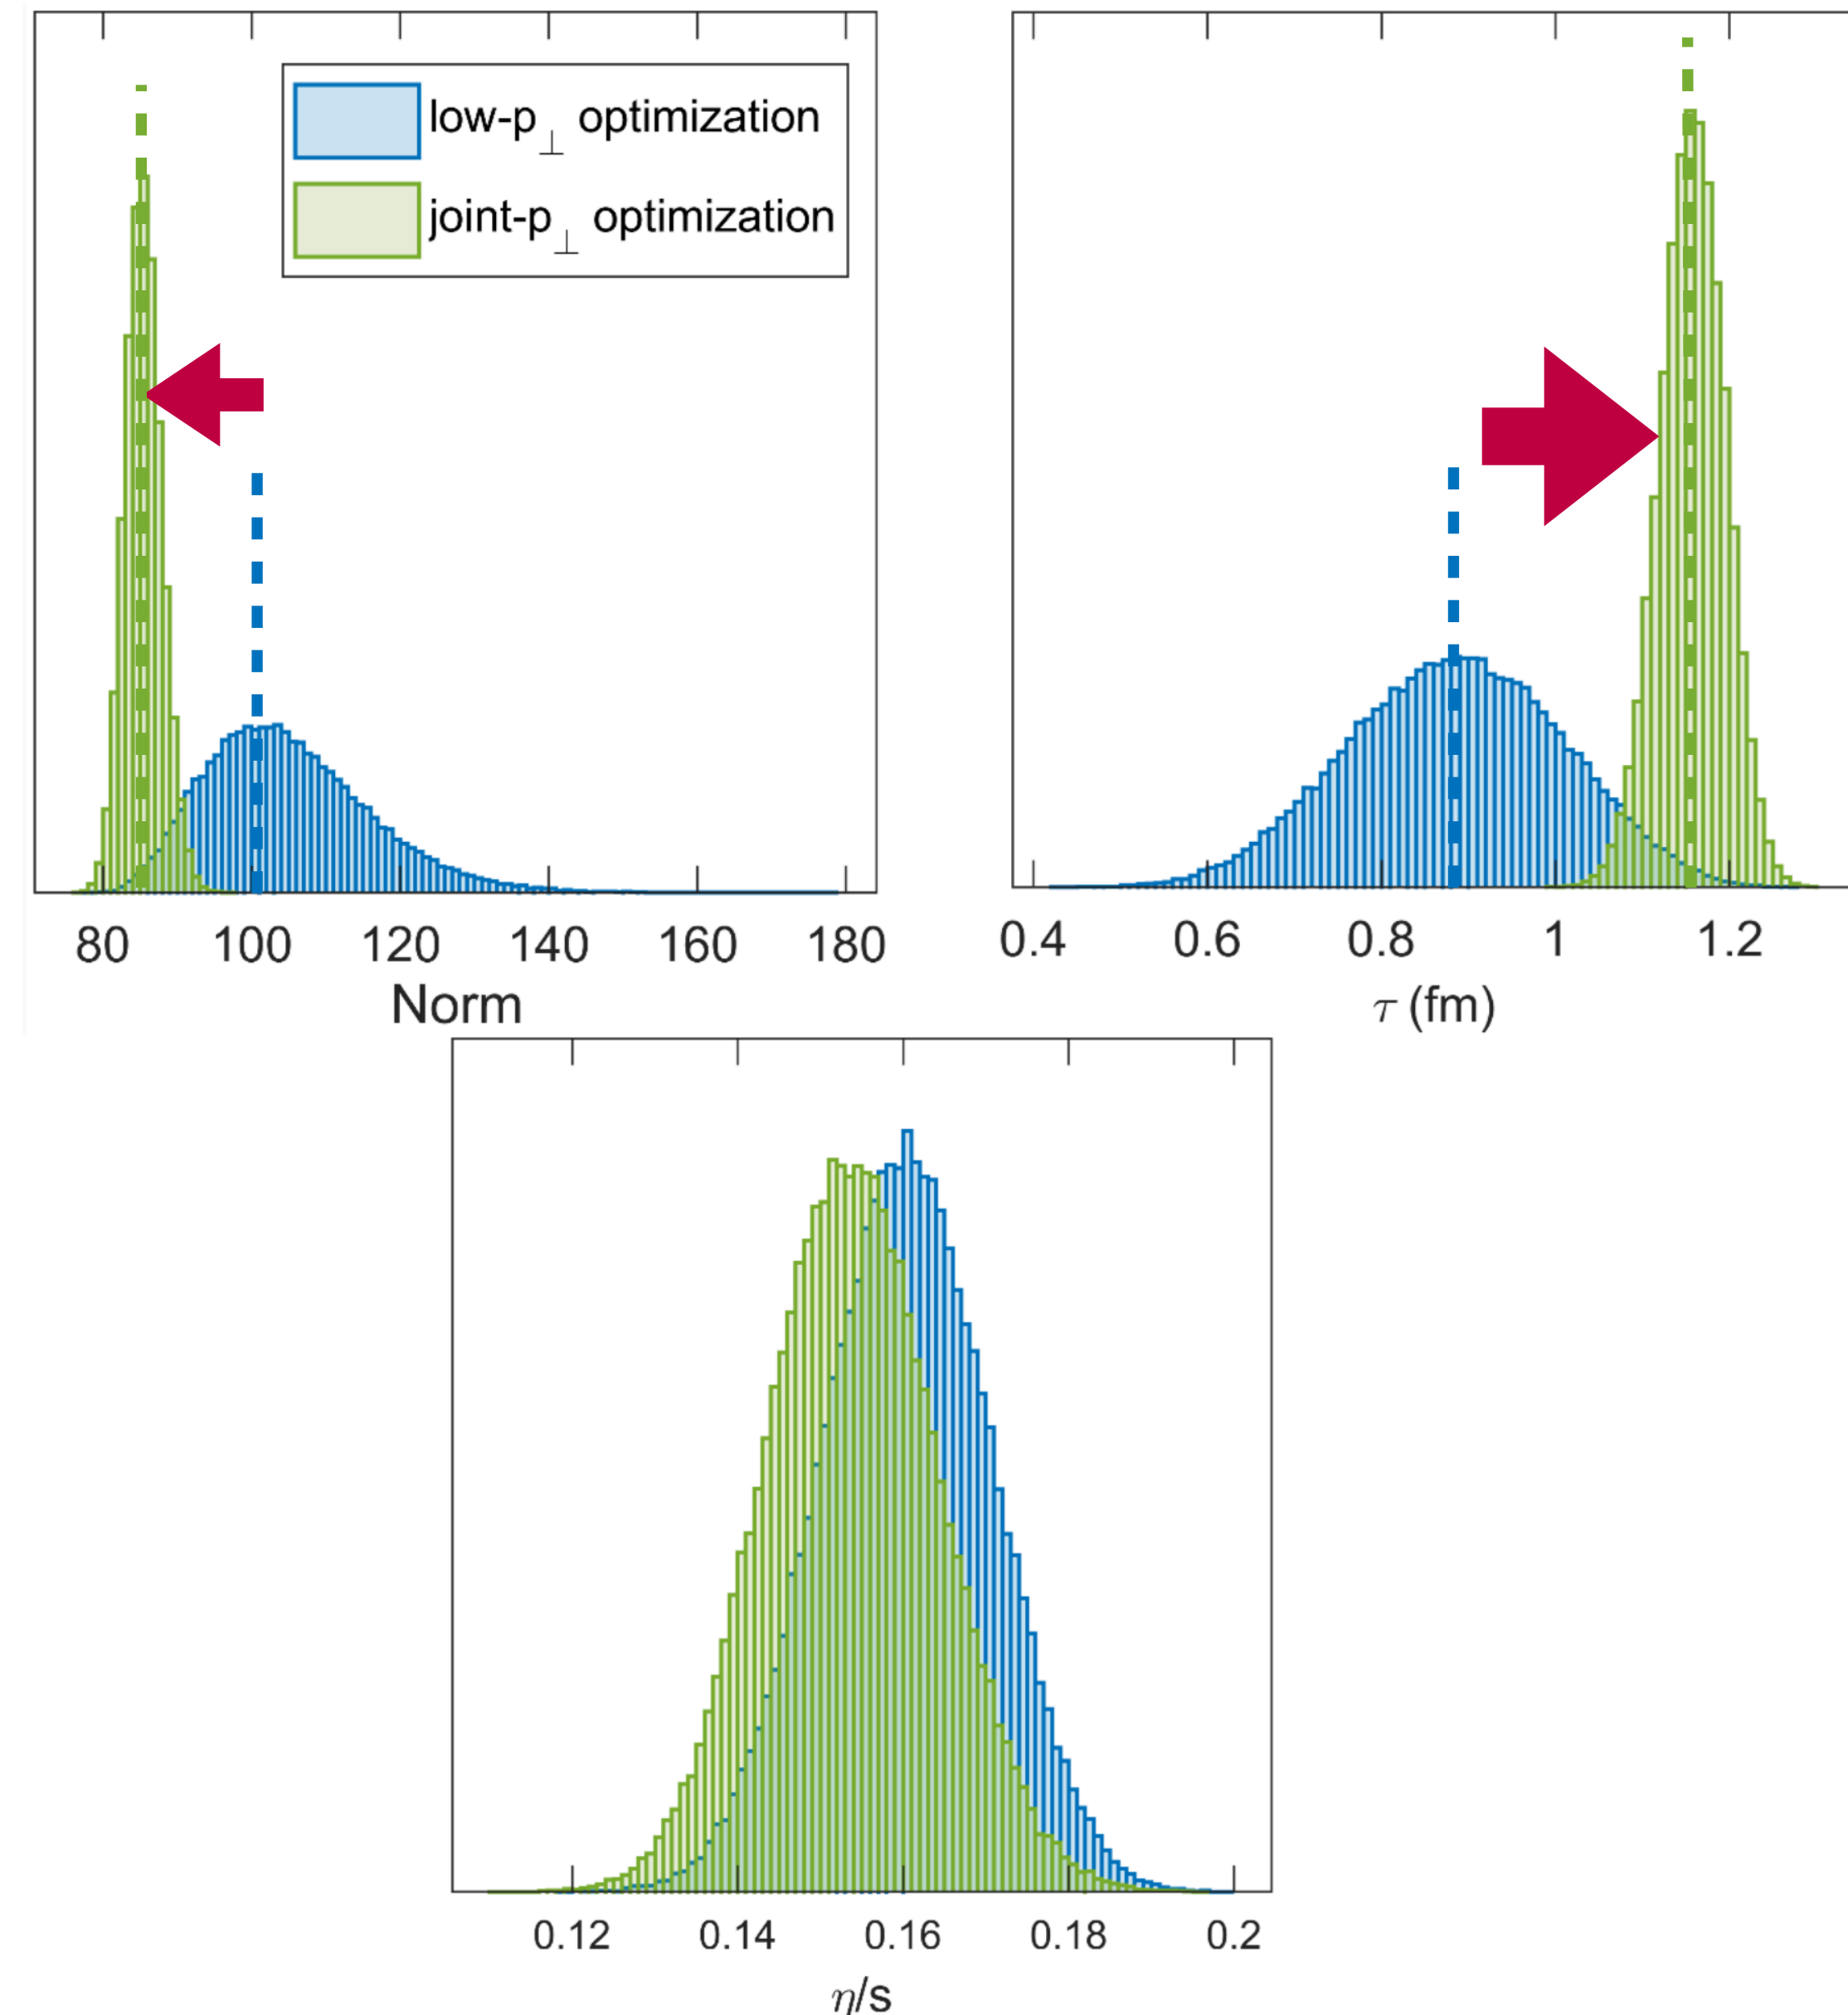 low-p⊥ optimization
joint-p⊥ optimization
80 100 120 140 160 180
Norm
0.4 0.6 0.8 1 1.2
τ (fm)
0.12 0.14 0.16 0.18 0.2
η/s